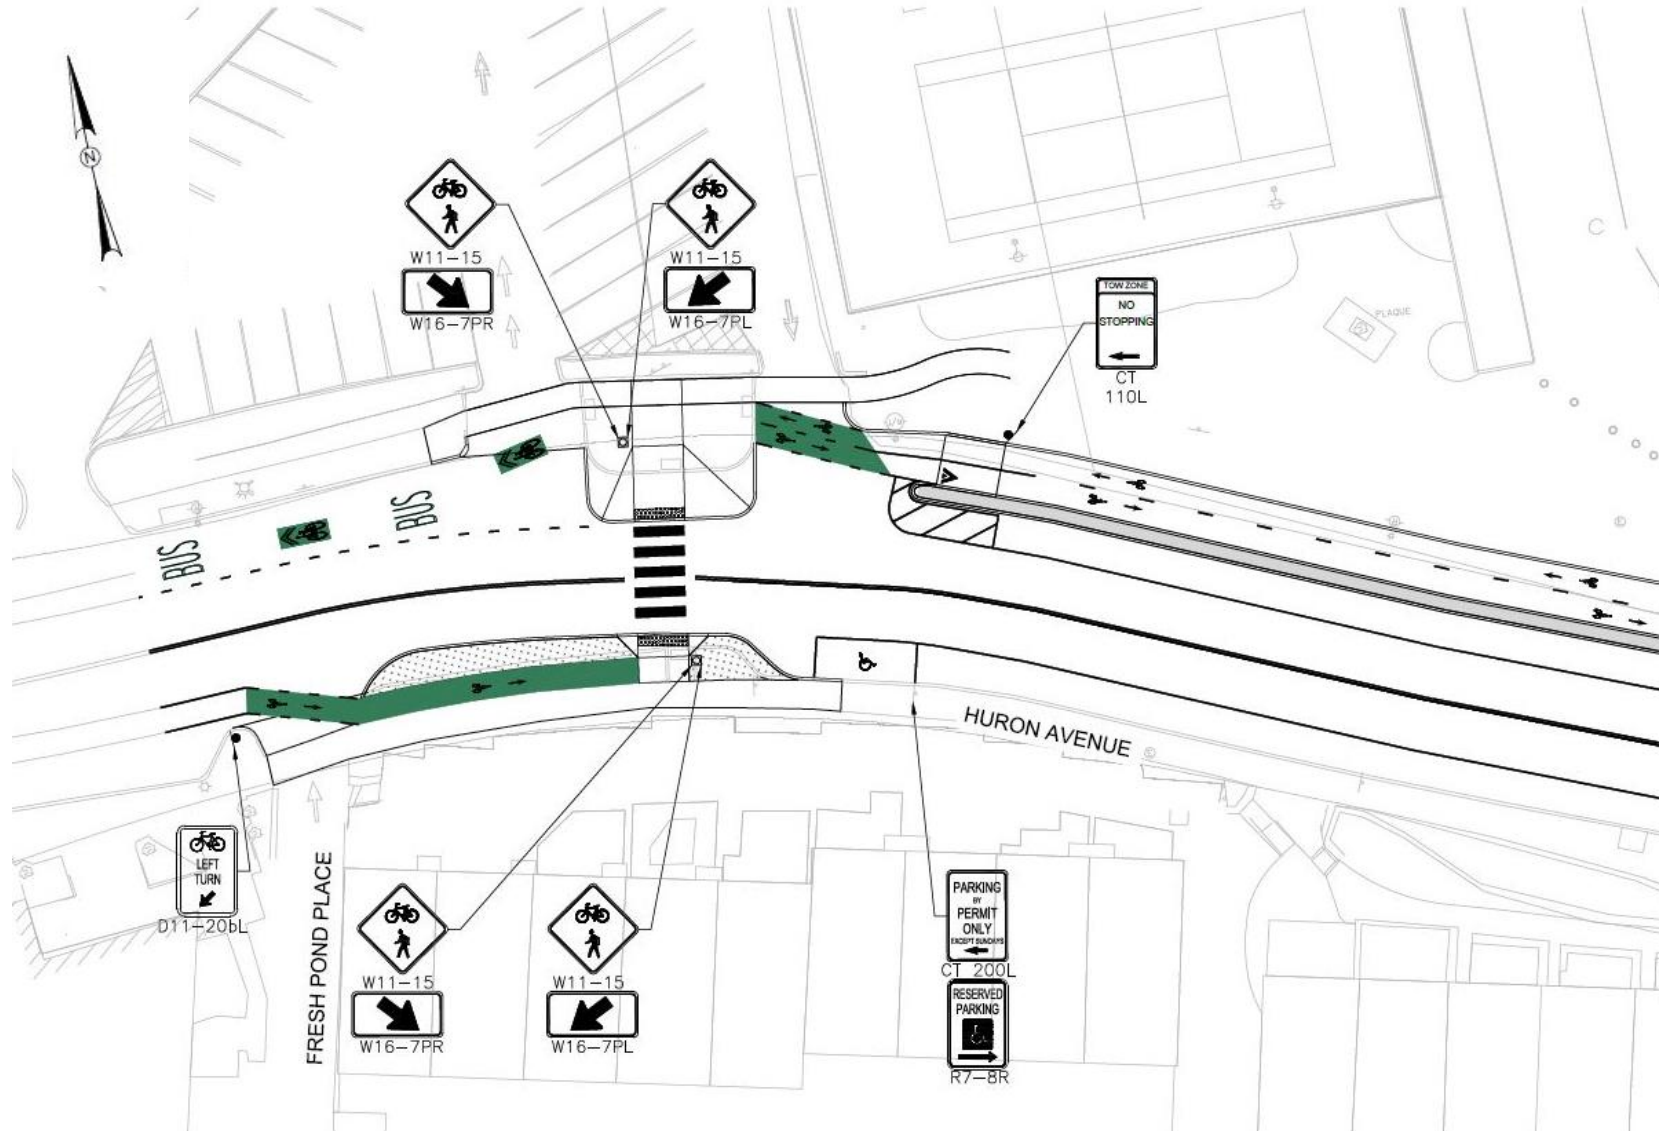 N
W11-15
W16-7PR
W11-15
W16-7PL
TOW ZONE
NO
STOPPING
CT
110L
PLAQUE
C
BUS
BUS
HURON AVENUE
FRESH POND PLACE
LEFT
TURN
D11-20bL
W11-15
W16-7PR
W11-15
W16-7PL
PARKING
BY
PERMIT
ONLY
EXCEPT SUNDAYS
CT 200L
RESERVED
PARKING
R7-8R